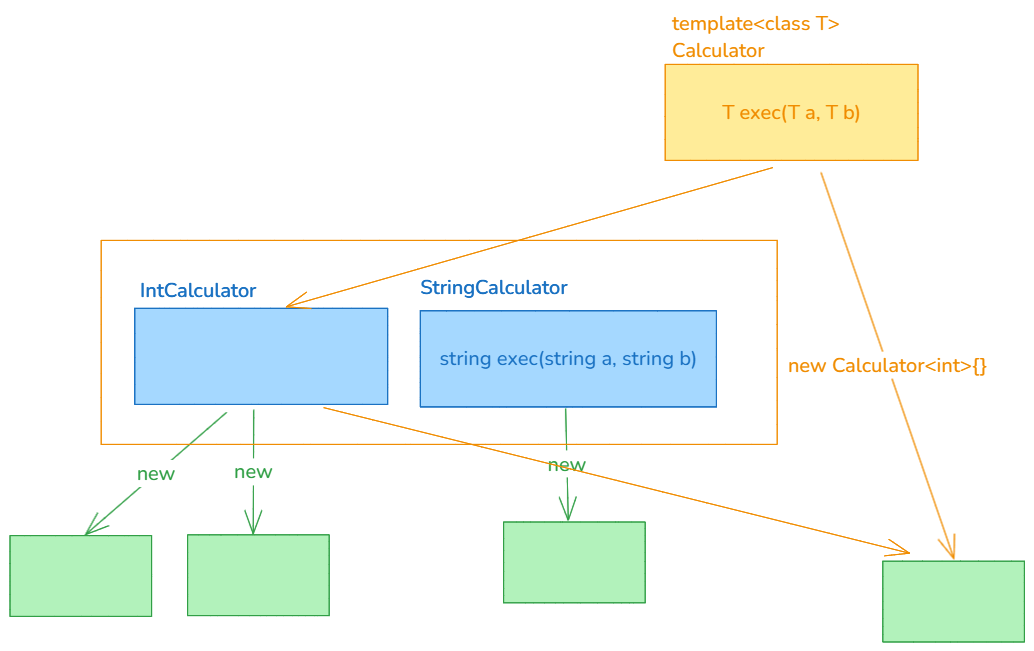 template<class T>
Calculator
T exec(T a, T b)
IntCalculator
StringCalculator
string exec(string a, string b)
new Calculator<int>{}
new
new
new